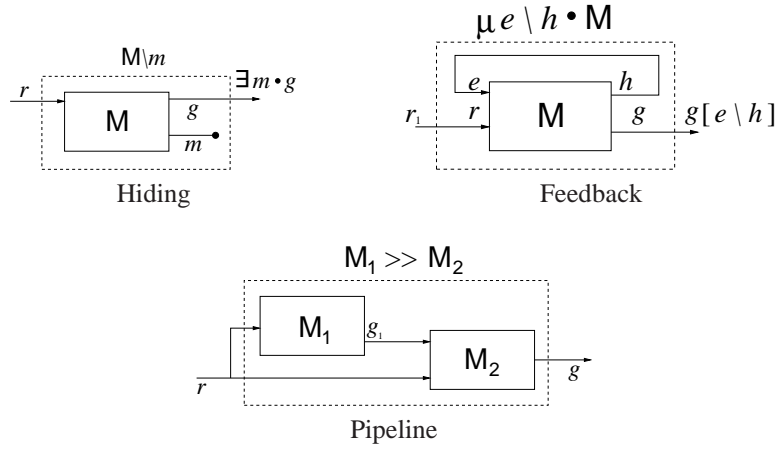 M\m
r
M
g
m
∃m•g
Hiding
μ e \ h • M
e
h
r₁
r
M
g
g[e \ h]
Feedback
M₁ >> M₂
M₁
g₁
M₂
r
g
Pipeline